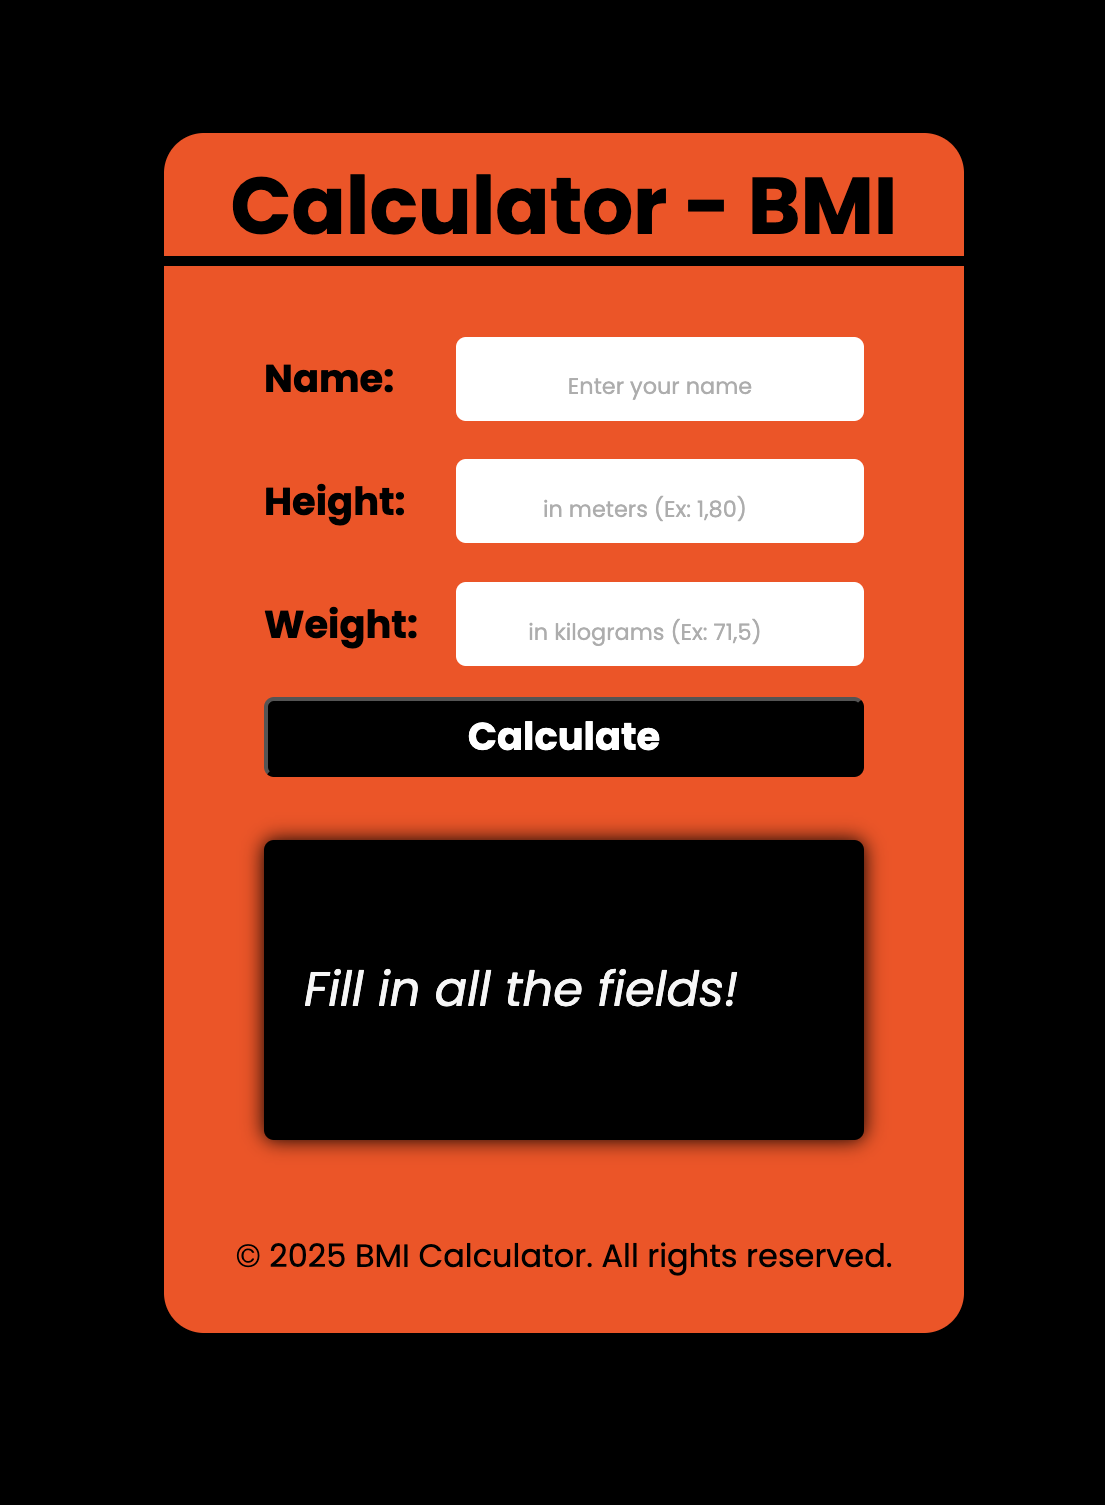 Calculator - BMI
Name:
Enter your name
Height:
in meters (Ex: 1,80)
Weight:
in kilograms (Ex: 71,5)
Calculate
Fill in all the fields!
© 2025 BMI Calculator. All rights reserved.